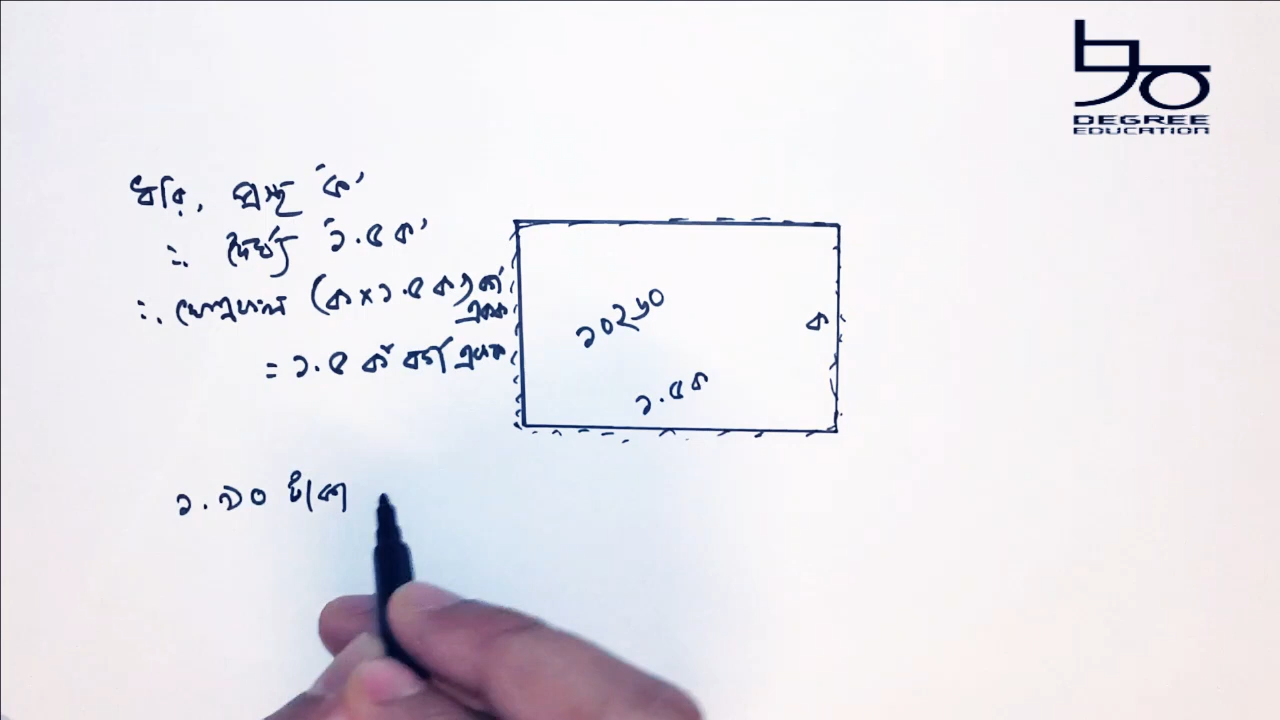 ধরি, প্রস্থ 'ক'
∴ দৈর্ঘ্য '১.৫ক'
∴ ক্ষেত্রফল (ক×১.৫ক) বর্গ একক
= ১.৫ ক² বর্গ একক
১০২৬০
ক
১.৫ক
১.৯০ টাকা
DEGREE
EDUCATION